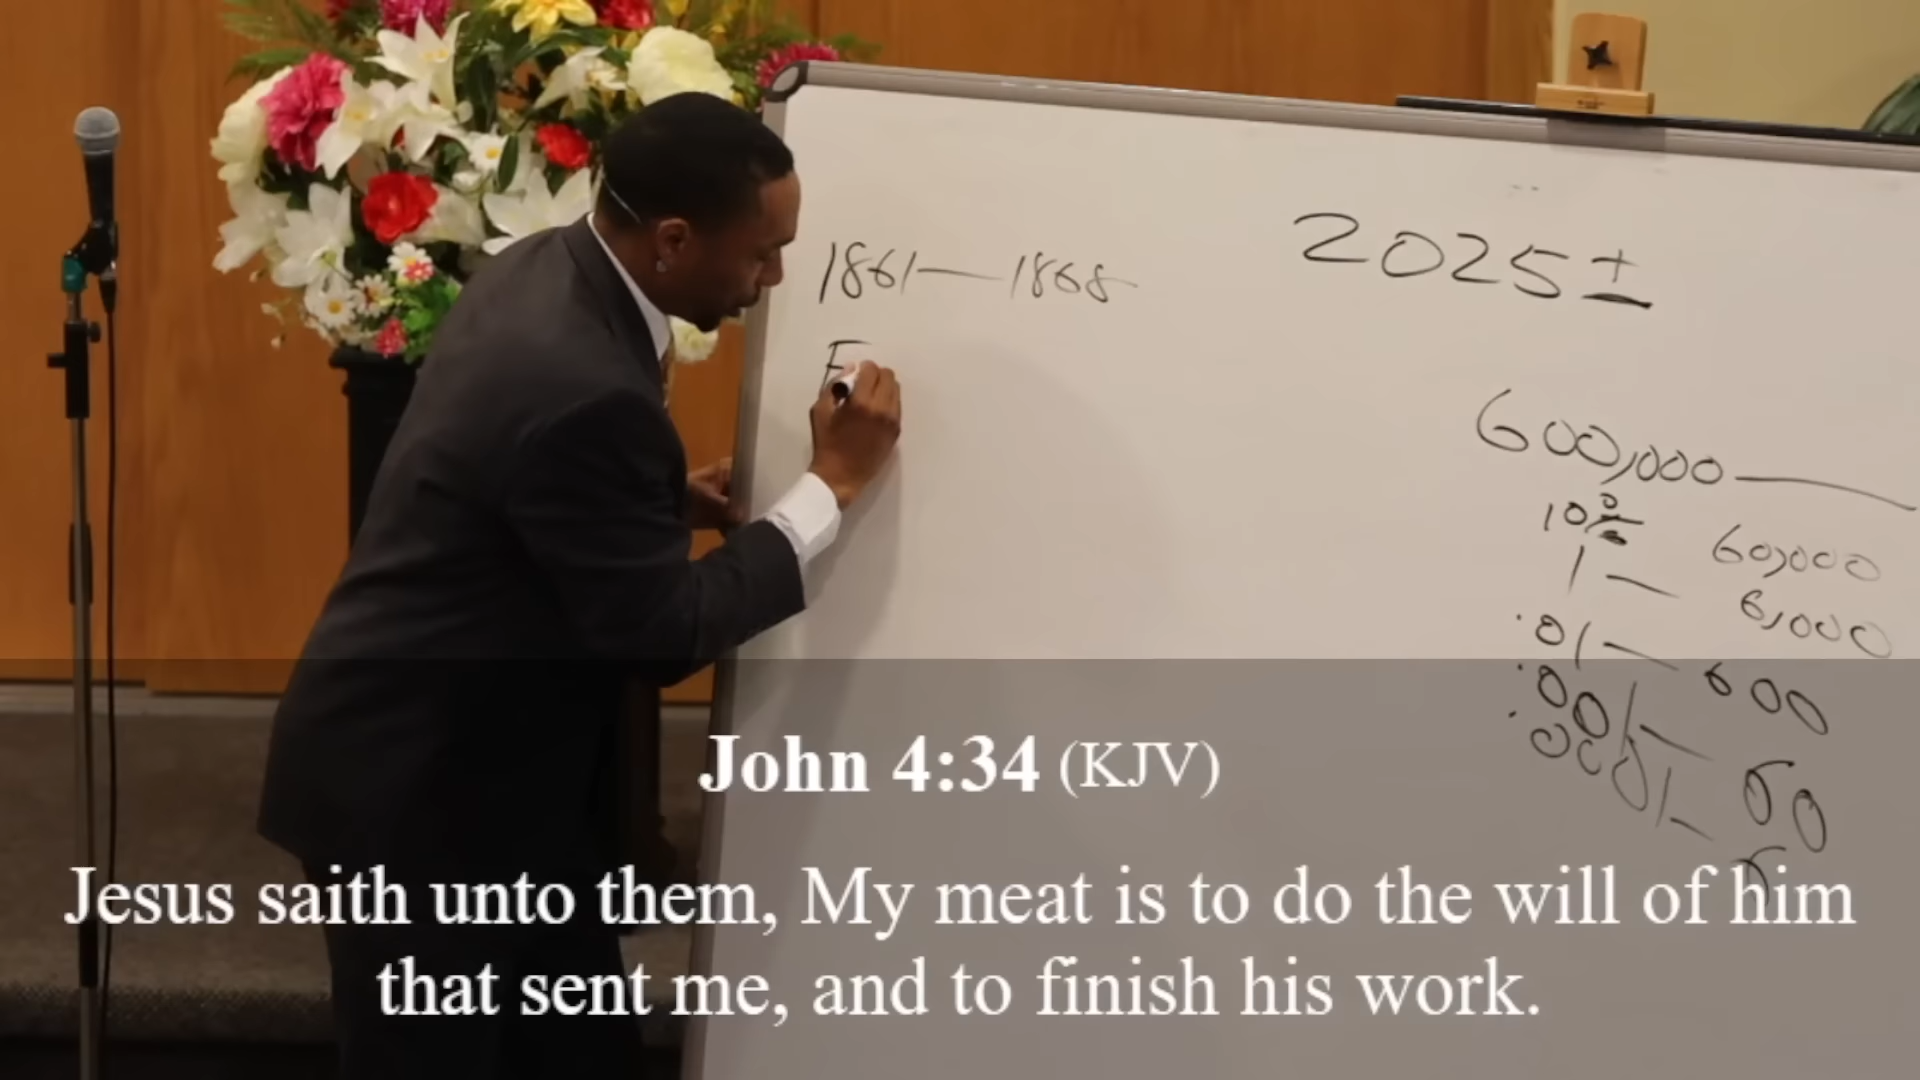 1861 — 1868
F
2025 ±
600,000 —
10%
60,000
1 — 6,000
.01 — 600
.001 — 60
.0001 — 6
John 4:34 (KJV)
Jesus saith unto them, My meat is to do the will of him
that sent me, and to finish his work.